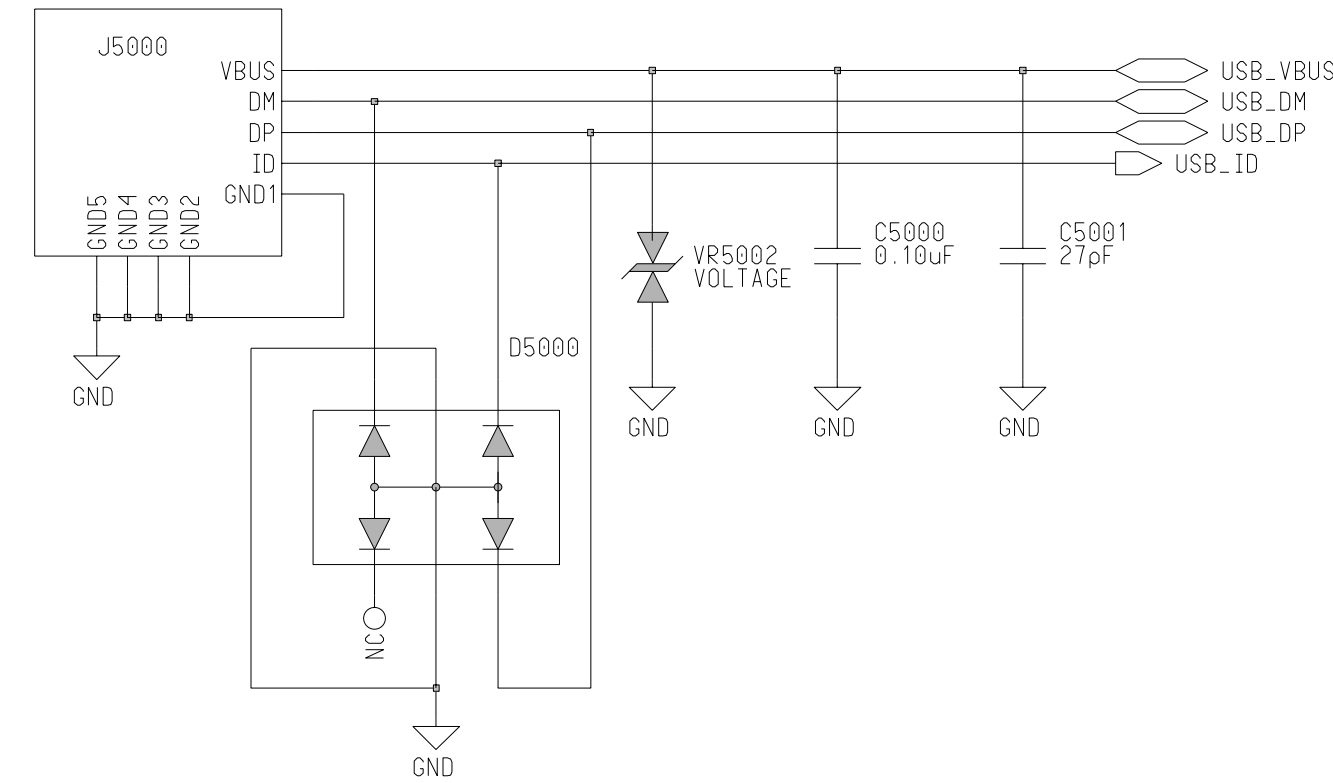 J5000
VBUS
USB_VBUS
DM
USB_DM
DP
USB_DP
ID
USB_ID
GND1
GND5
GND4
GND3
GND2
C5000
0.10uF
C5001
27pF
VR5002
VOLTAGE
D5000
GND
GND
GND
GND
NC
GND